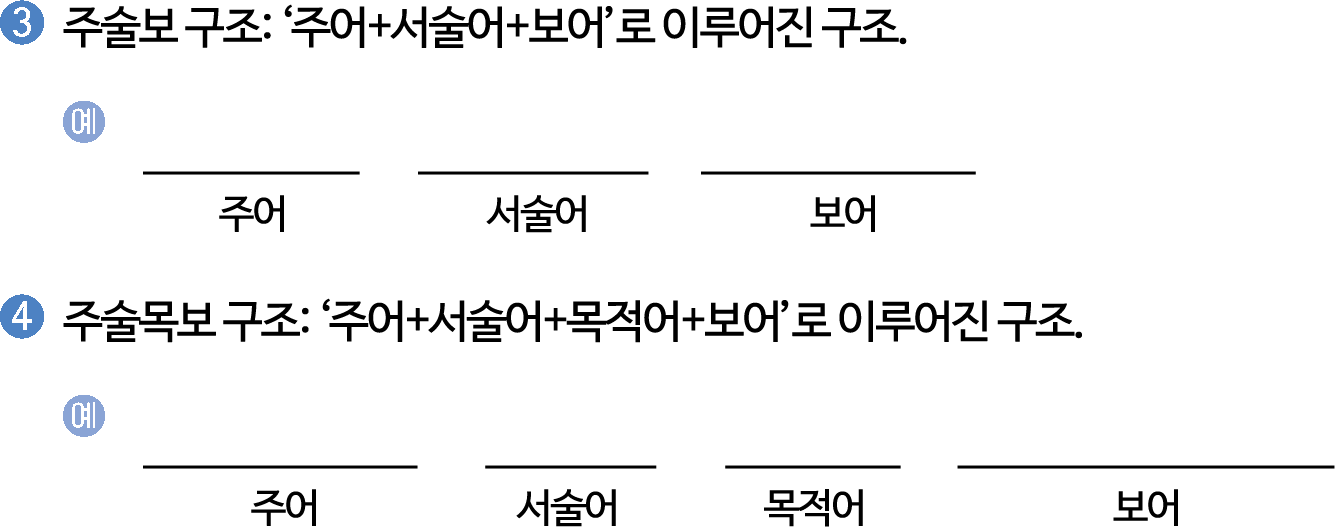 3 주술보 구조: ‘주어+서술어+보어’로 이루어진 구조.
예
주어 서술어 보어
4 주술목보 구조: ‘주어+서술어+목적어+보어’로 이루어진 구조.
예
주어 서술어 목적어 보어